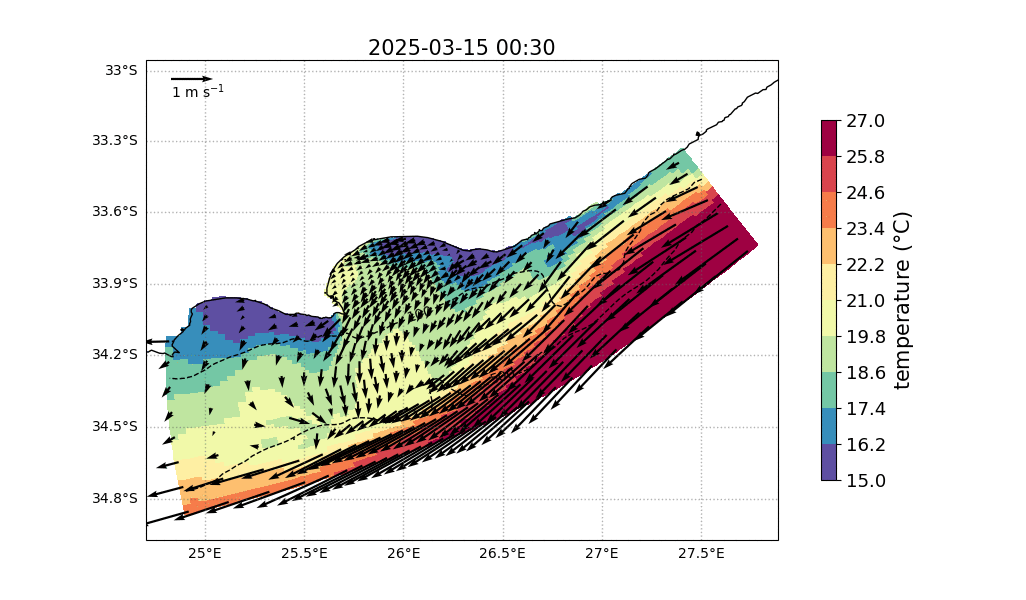 2025-03-15 00:30
1 m s⁻¹
33°S
33.3°S
33.6°S
33.9°S
34.2°S
34.5°S
34.8°S
25°E
25.5°E
26°E
26.5°E
27°E
27.5°E
27.0
25.8
24.6
23.4
22.2
21.0
19.8
18.6
17.4
16.2
15.0
temperature (°C)